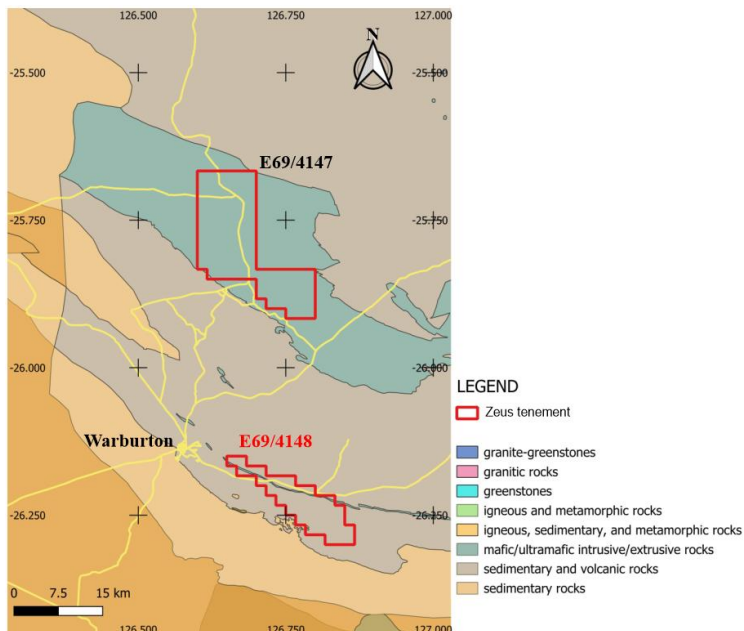 126.500 126.750 127.000
N
-25.500 -25.500
E69/4147
-25.750 -25.750
-26.000 -26.000
LEGEND
Zeus tenement
Warburton E69/4148
granite-greenstones
granitic rocks
greenstones
igneous and metamorphic rocks
-26.250 -26.250
igneous, sedimentary, and metamorphic rocks
mafic/ultramafic intrusive/extrusive rocks
sedimentary and volcanic rocks
sedimentary rocks
0 7.5 15 km
126.500 126.750 127.000